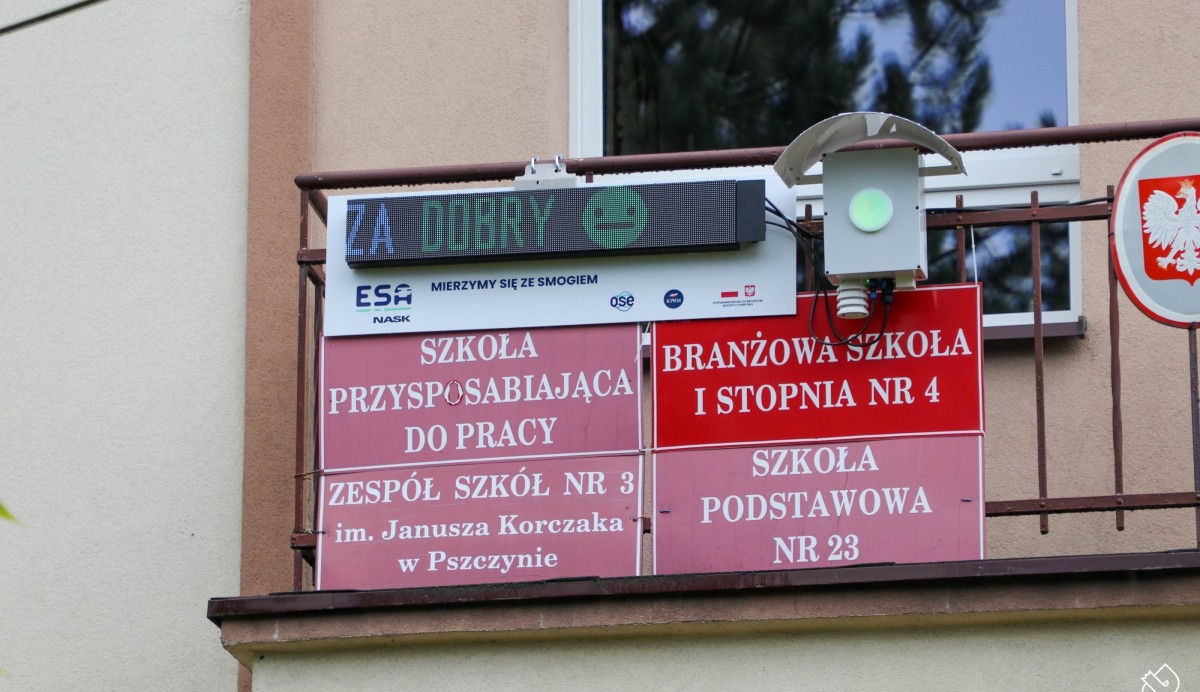 ZA DOBRY
ESA
NASK
MIERZYMY SIĘ ZE SMOGIEM
ose
KPRM
SZKOŁA
PRZYSPOSABIAJĄCA
DO PRACY
ZESPÓŁ SZKÓŁ NR 3
im. Janusza Korczaka
w Pszczynie
BRANŻOWA SZKOŁA
I STOPNIA NR 4
SZKOŁA
PODSTAWOWA
NR 23